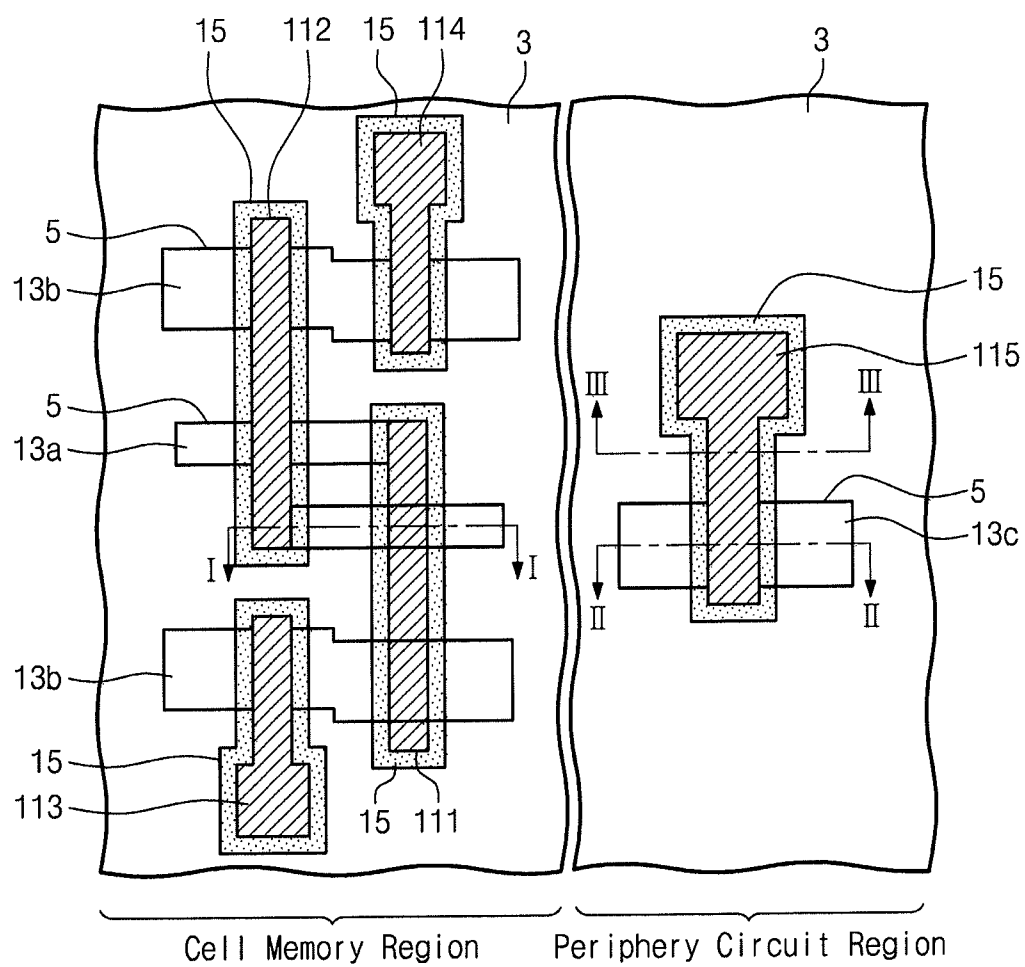 15 112 15 114 3 3
5
13b
15
115
III III
5
13a
5
13c
I I
II II
13b
15
113
15 111
Cell Memory Region Periphery Circuit Region